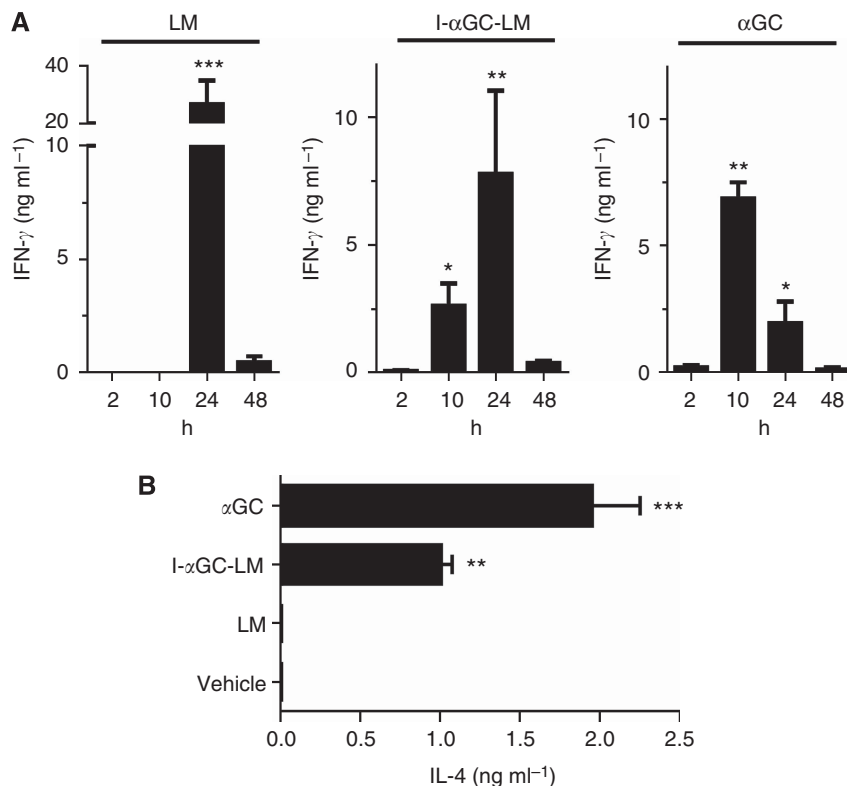 A
LM
I-αGC-LM
αGC
IFN-γ (ng ml⁻¹)
40
20
10
5
0
***
2 10 24 48
h
IFN-γ (ng ml⁻¹)
10
5
0
*
**
2 10 24 48
h
IFN-γ (ng ml⁻¹)
10
5
0
**
*
2 10 24 48
h
B
αGC
***
I-αGC-LM
**
LM
Vehicle
0.0 0.5 1.0 1.5 2.0 2.5
IL-4 (ng ml⁻¹)